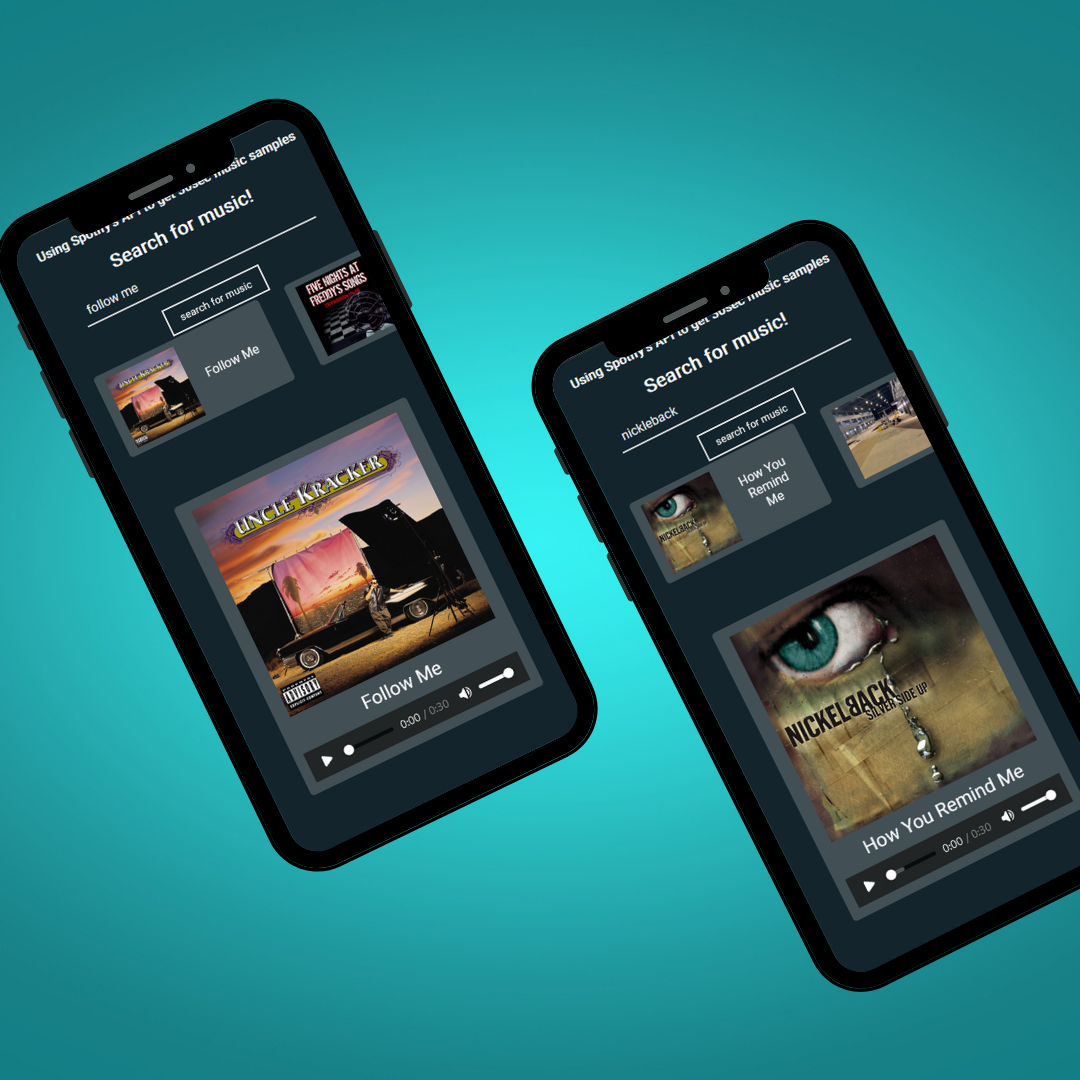 Using Spotify's API to get 30sec music samples
Search for music!
follow me
search for music
UNCLE KRACKER
Follow Me
FIVE NIGHTS AT
FREDDY'S SONGS
UNCLE KRACKER
EXPLICIT CONTENT
Follow Me
0:00 / 0:30
Using Spotify's API to get 30sec music samples
Search for music!
nickleback
search for music
NICKELBACK
How You
Remind
Me
NICKELBACK
SILVER SIDE UP
How You Remind Me
0:00 / 0:30